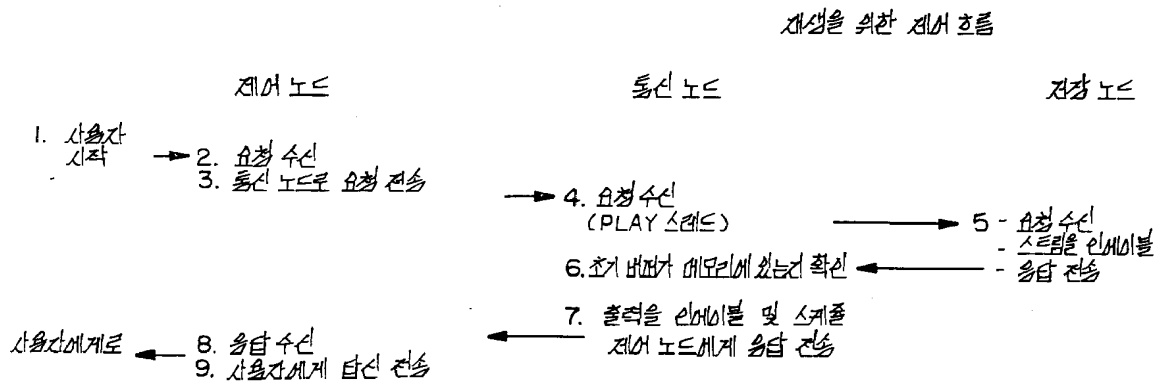 재생을 위한 제어 흐름
제어 노드
통신 노드
저장 노드
1. 사용자
시작
2. 요청 수신
3. 통신 노드로 요청 전송
4. 요청 수신
(PLAY 스레드)
5 - 요청 수신
- 스트림을 인에이블
- 응답 전송
6. 초기 버퍼가 메모리에 있는지 확인
7. 출력을 인에이블 및 스케쥴
제어 노드에게 응답 전송
사용자에게로
8. 응답 수신
9. 사용자에게 답신 전송